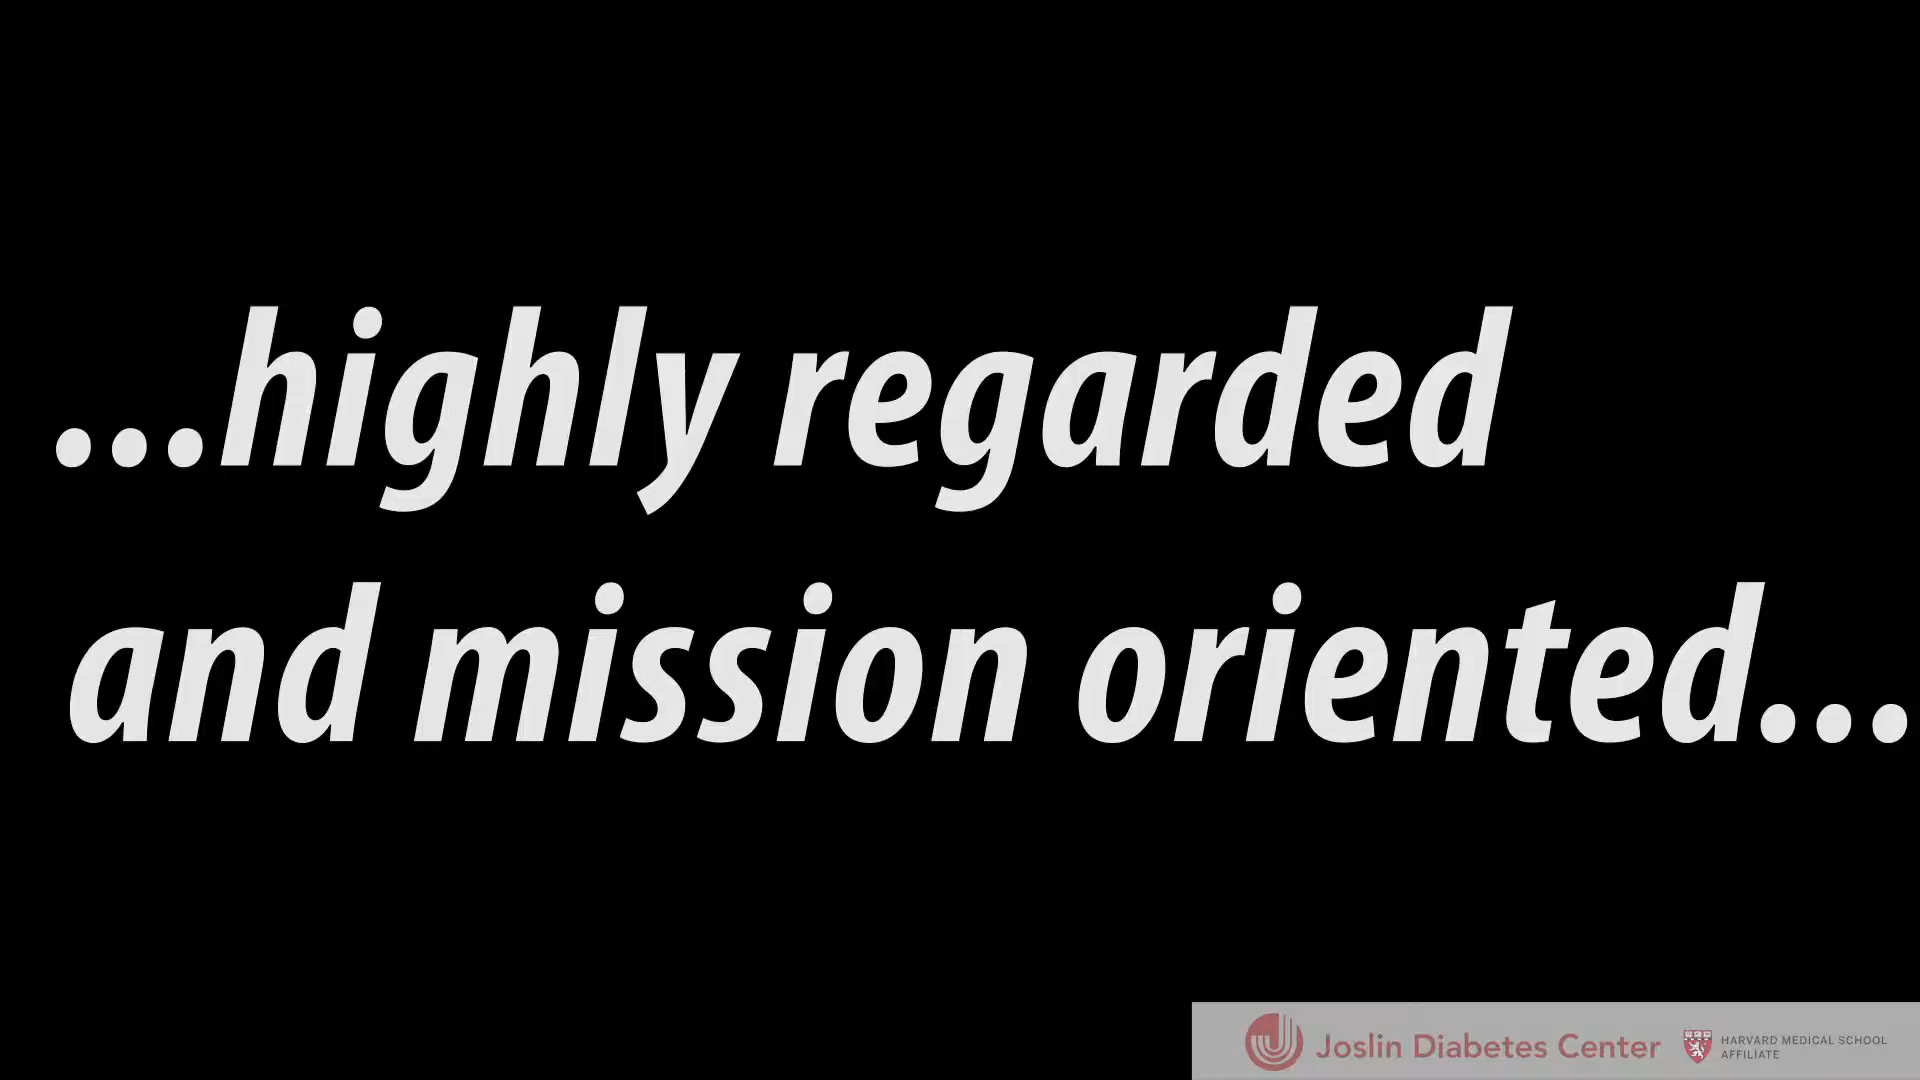 ...highly regarded
and mission oriented...
Joslin Diabetes Center
HARVARD MEDICAL SCHOOL
AFFILIATE